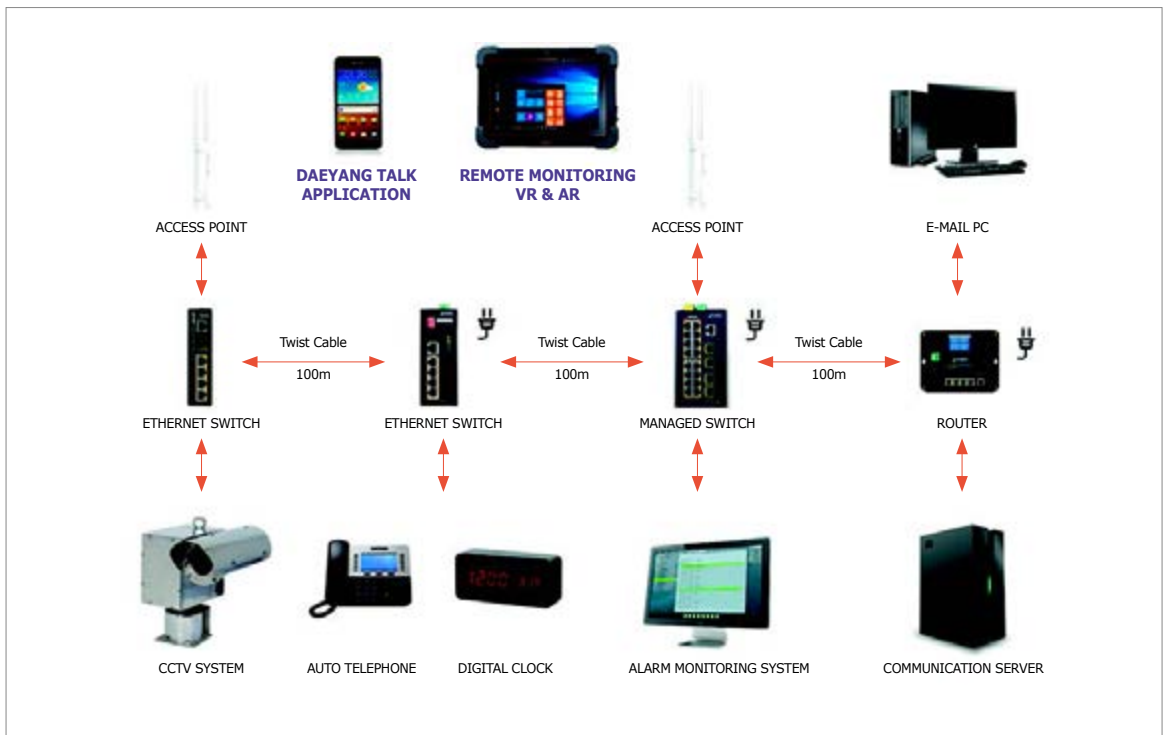 DAEYANG TALK
APPLICATION
REMOTE MONITORING
VR & AR
ACCESS POINT
ACCESS POINT
E-MAIL PC
Twist Cable
100m
Twist Cable
100m
Twist Cable
100m
ETHERNET SWITCH
ETHERNET SWITCH
MANAGED SWITCH
ROUTER
CCTV SYSTEM
AUTO TELEPHONE
DIGITAL CLOCK
ALARM MONITORING SYSTEM
COMMUNICATION SERVER